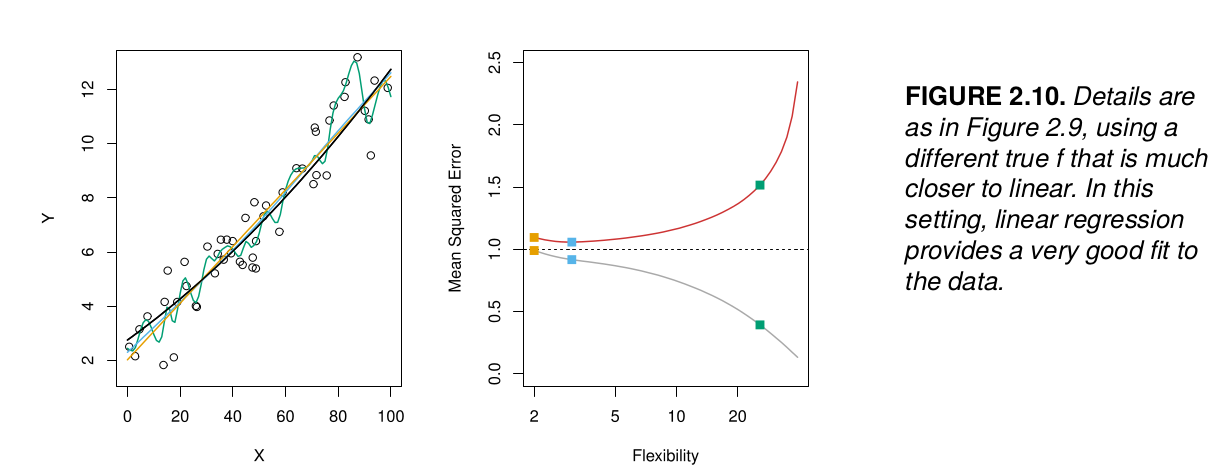 2
4
6
8
10
12
Y
0
20
40
60
80
100
X
0.0
0.5
1.0
1.5
2.0
2.5
Mean Squared Error
2
5
10
20
Flexibility
FIGURE 2.10. Details are
as in Figure 2.9, using a
different true f that is much
closer to linear. In this
setting, linear regression
provides a very good fit to
the data.